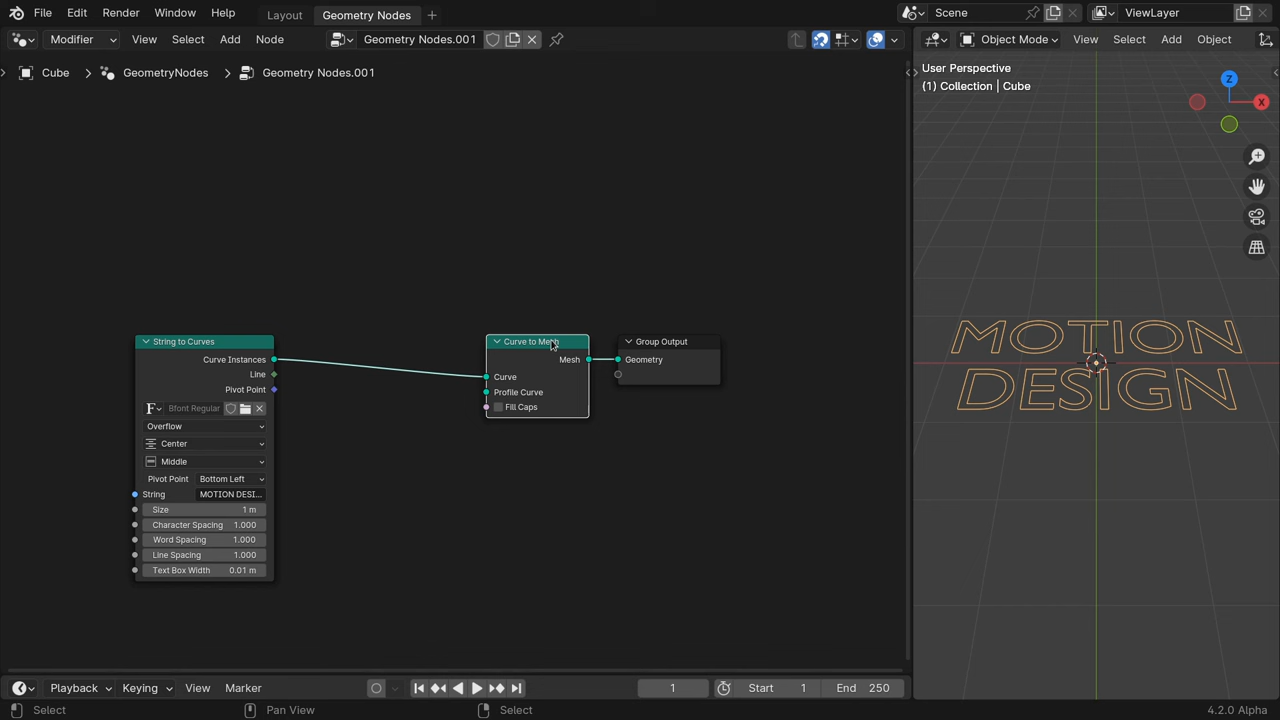 File Edit Render Window Help Layout Geometry Nodes + Scene ViewLayer
Modifier View Select Add Node Geometry Nodes.001 Object Mode View Select Add Object
Cube > GeometryNodes > Geometry Nodes.001
User Perspective
(1) Collection | Cube
Z
X
String to Curves
Curve Instances
Line
Pivot Point
F Bfont Regular
Overflow
Center
Middle
Pivot Point Bottom Left
String MOTION DESI...
Size 1 m
Character Spacing 1.000
Word Spacing 1.000
Line Spacing 1.000
Text Box Width 0.01 m
Curve to Mesh
Mesh
Curve
Profile Curve
Fill Caps
Group Output
Geometry
MOTION
DESIGN
Playback Keying View Marker 1 Start 1 End 250
Select Pan View Select 4.2.0 Alpha